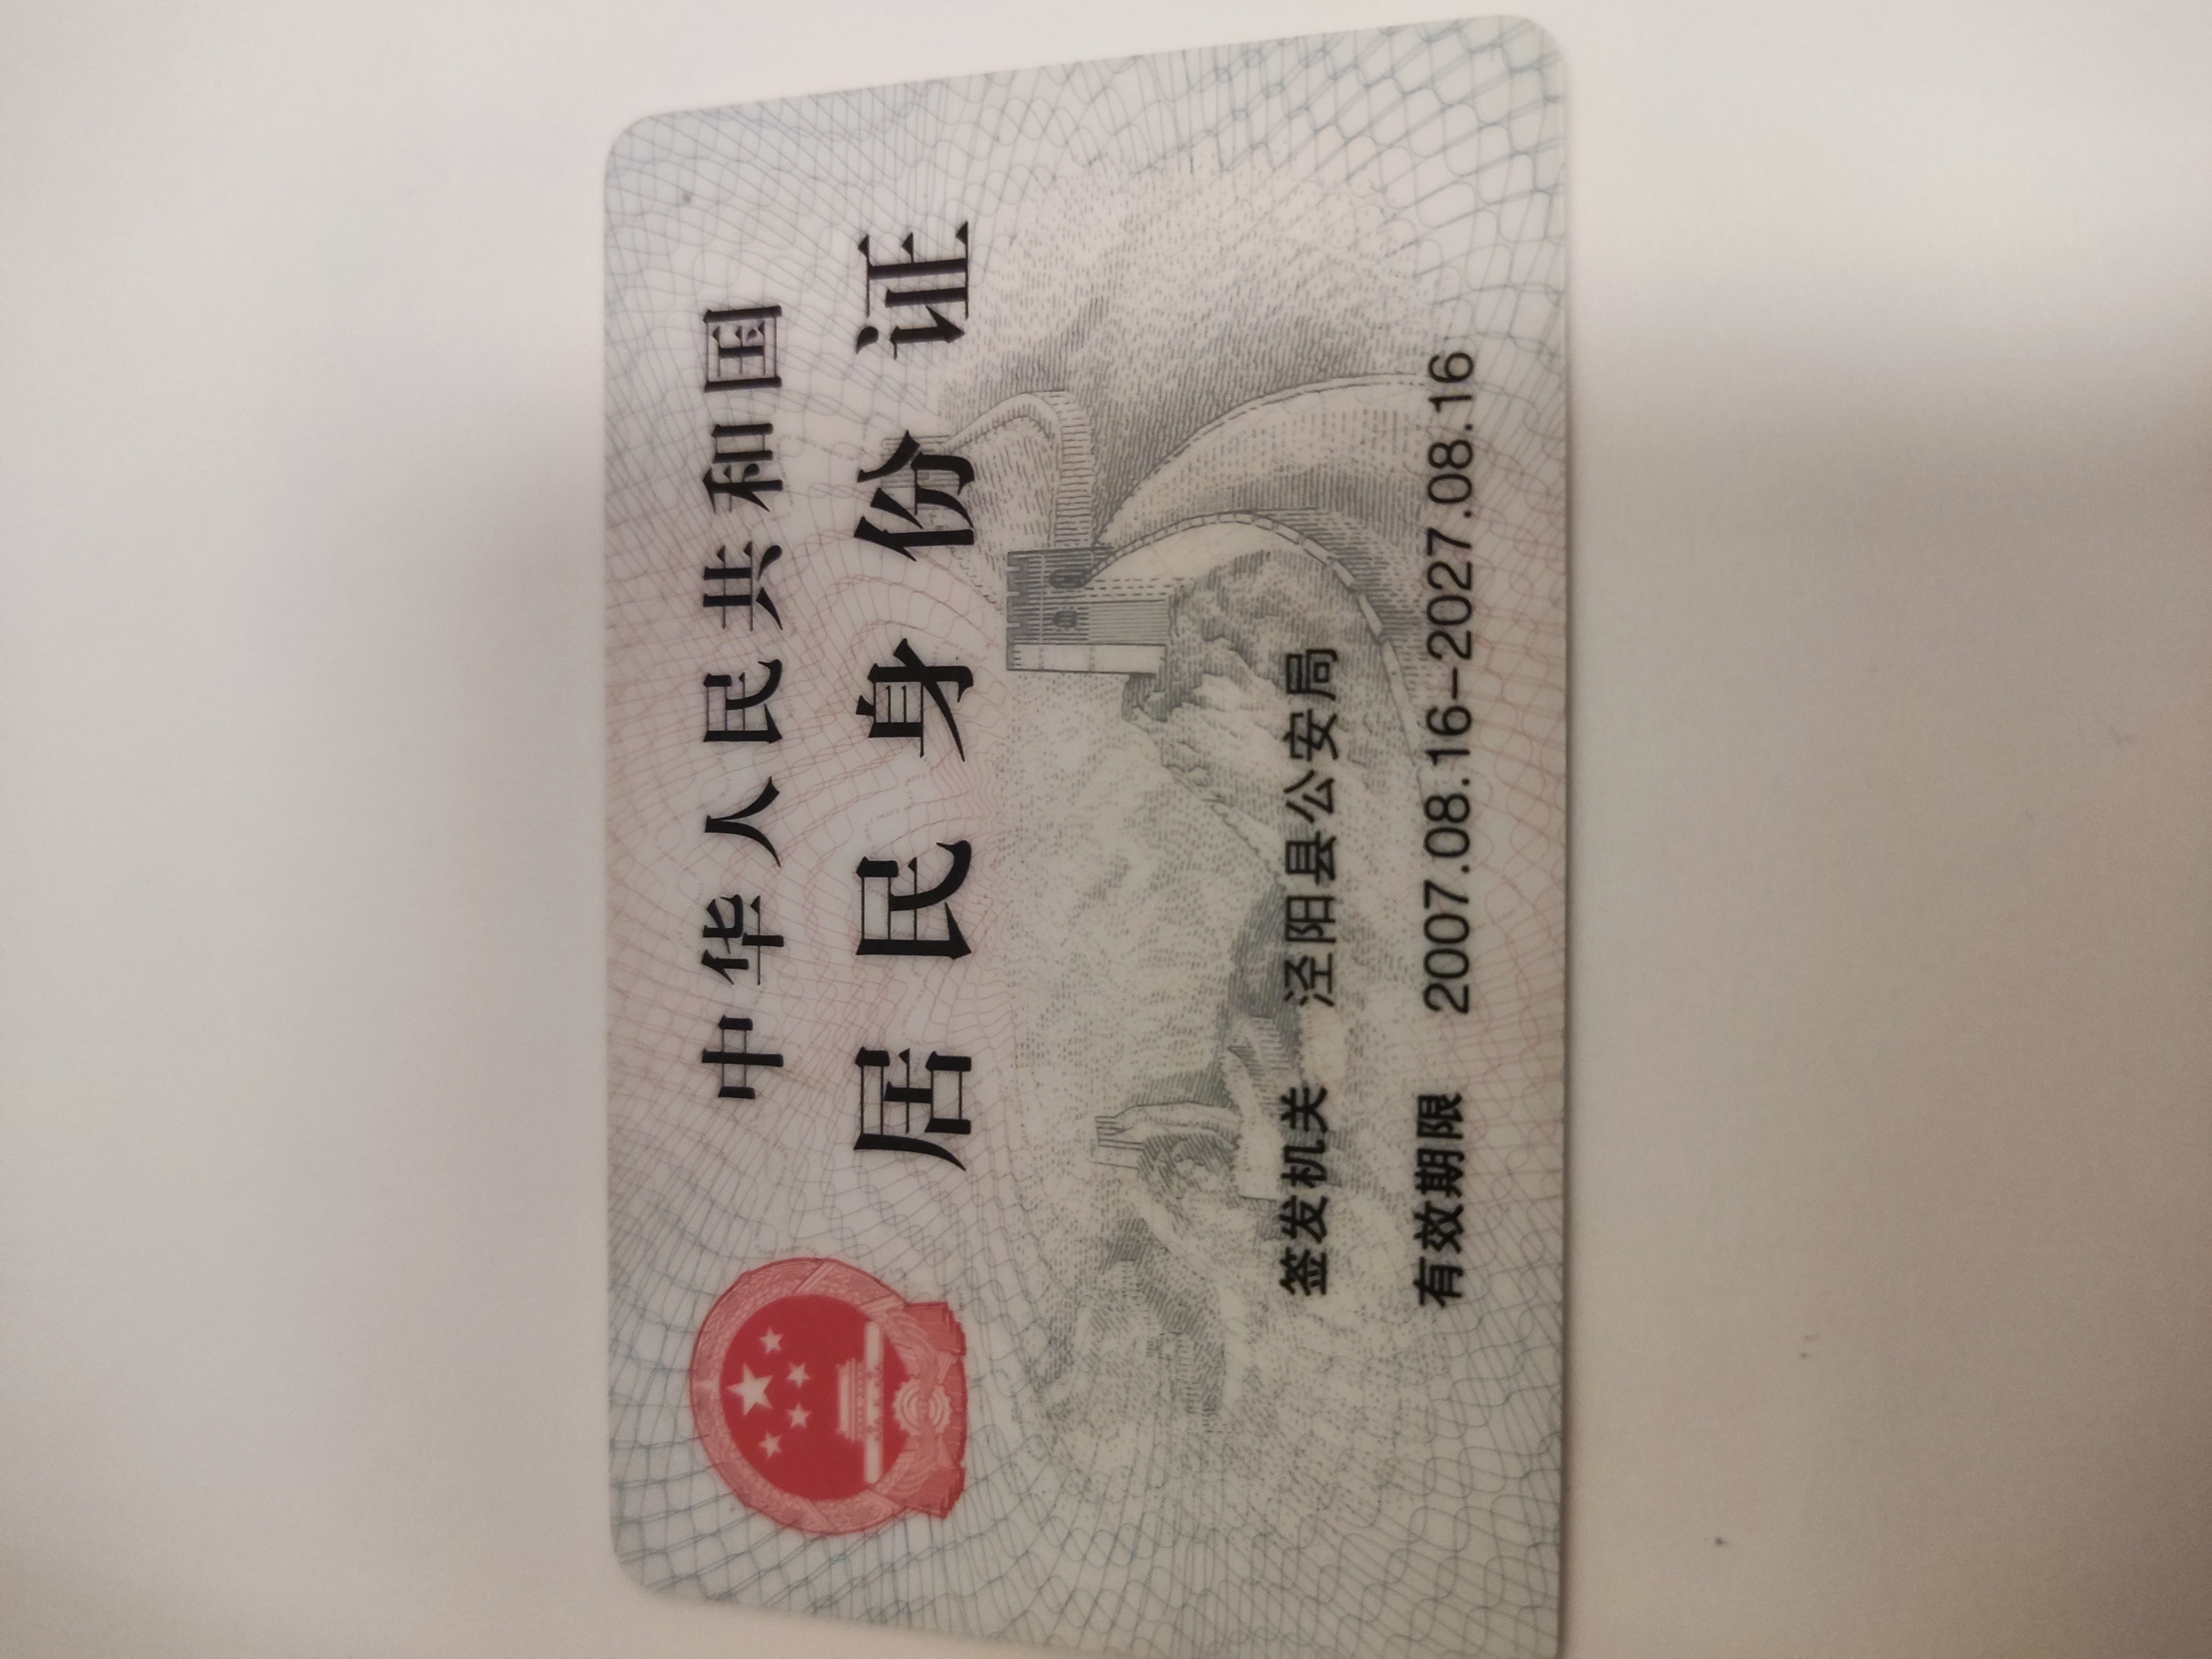 中华人民共和国
居民身份证
签发机关 泾阳县公安局
有效期限 2007.08.16-2027.08.16